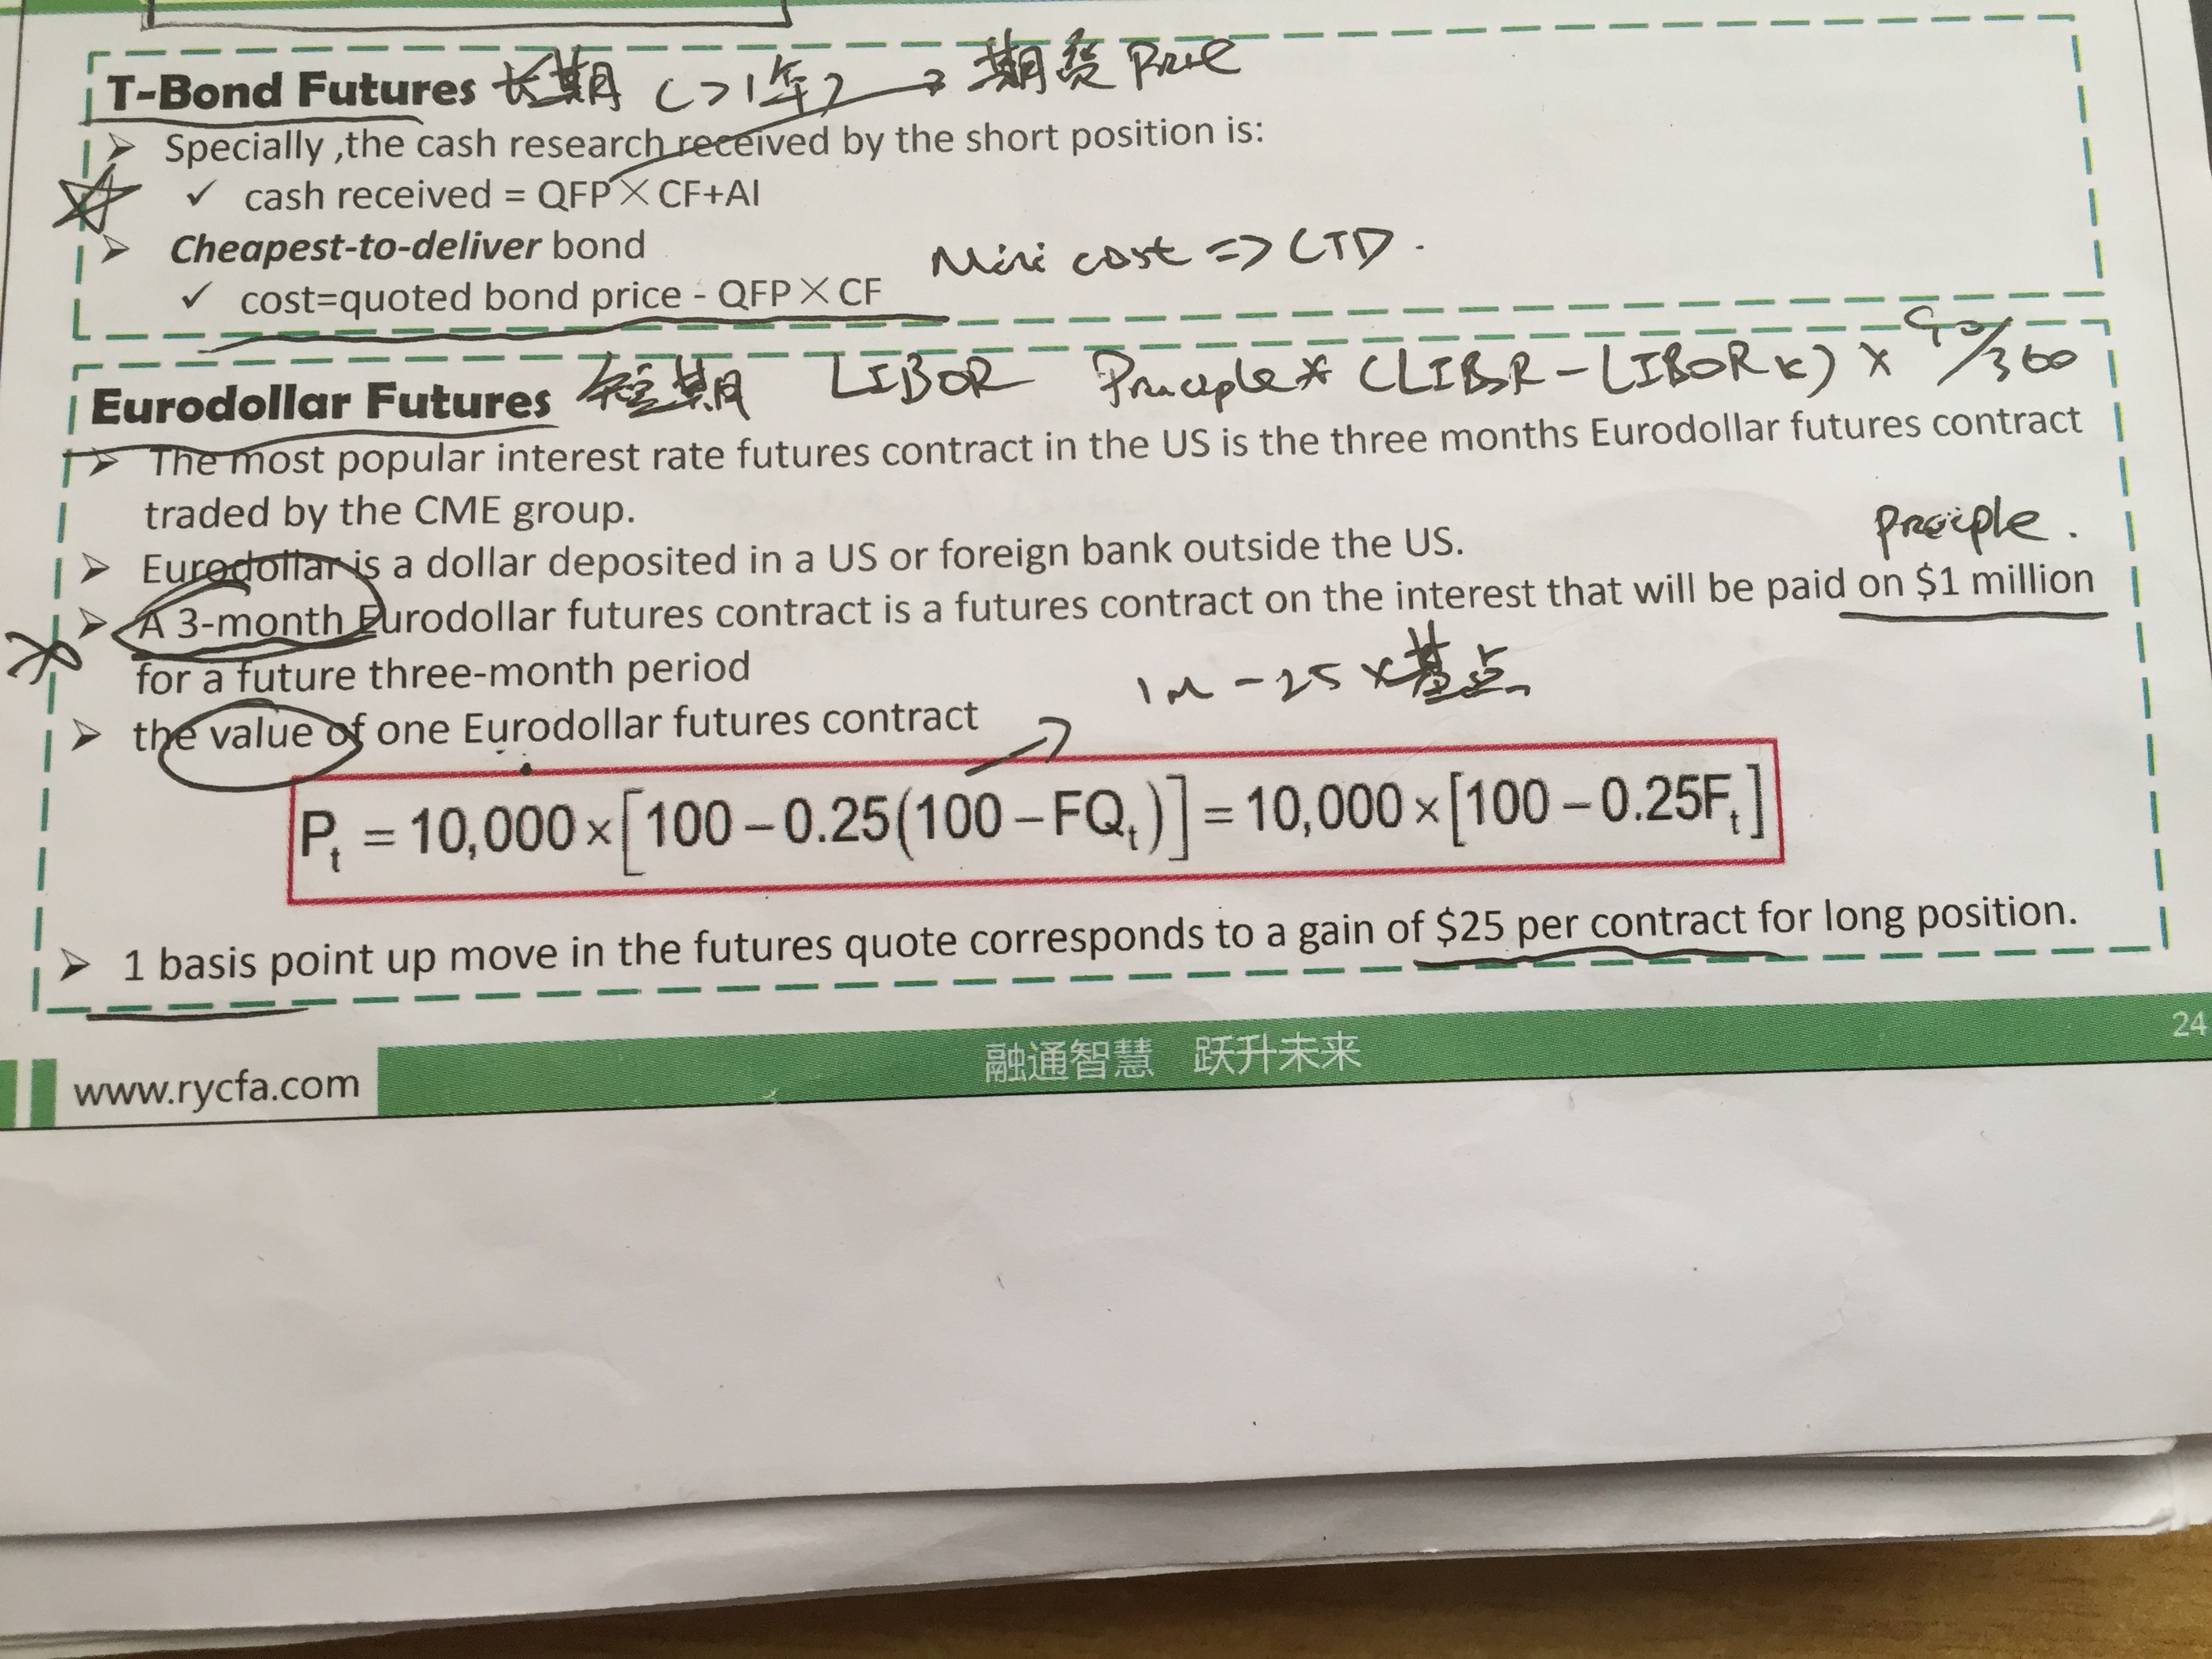 T-Bond Futures 长期 (>1年) → 期货 Price
➢ Specially ,the cash research received by the short position is:
✓ cash received = QFP×CF+AI
➢ Cheapest-to-deliver bond
Mini cost => CTD.
✓ cost=quoted bond price - QFP×CF
Eurodollar Futures 短期 LIBOR Principle * (LIBOR - LIBOR K) × 90/360
➢ The most popular interest rate futures contract in the US is the three months Eurodollar futures contract
traded by the CME group.
principle.
➢ Eurodollar is a dollar deposited in a US or foreign bank outside the US.
➢ A 3-month Eurodollar futures contract is a futures contract on the interest that will be paid on $1 million
for a future three-month period
1M - 25 × 基点
➢ the value of one Eurodollar futures contract
Pt = 10,000×[100-0.25(100-FQt)] = 10,000×[100-0.25Ft]
➢ 1 basis point up move in the futures quote corresponds to a gain of $25 per contract for long position.
24
融通智慧 跃升未来
www.rycfa.com